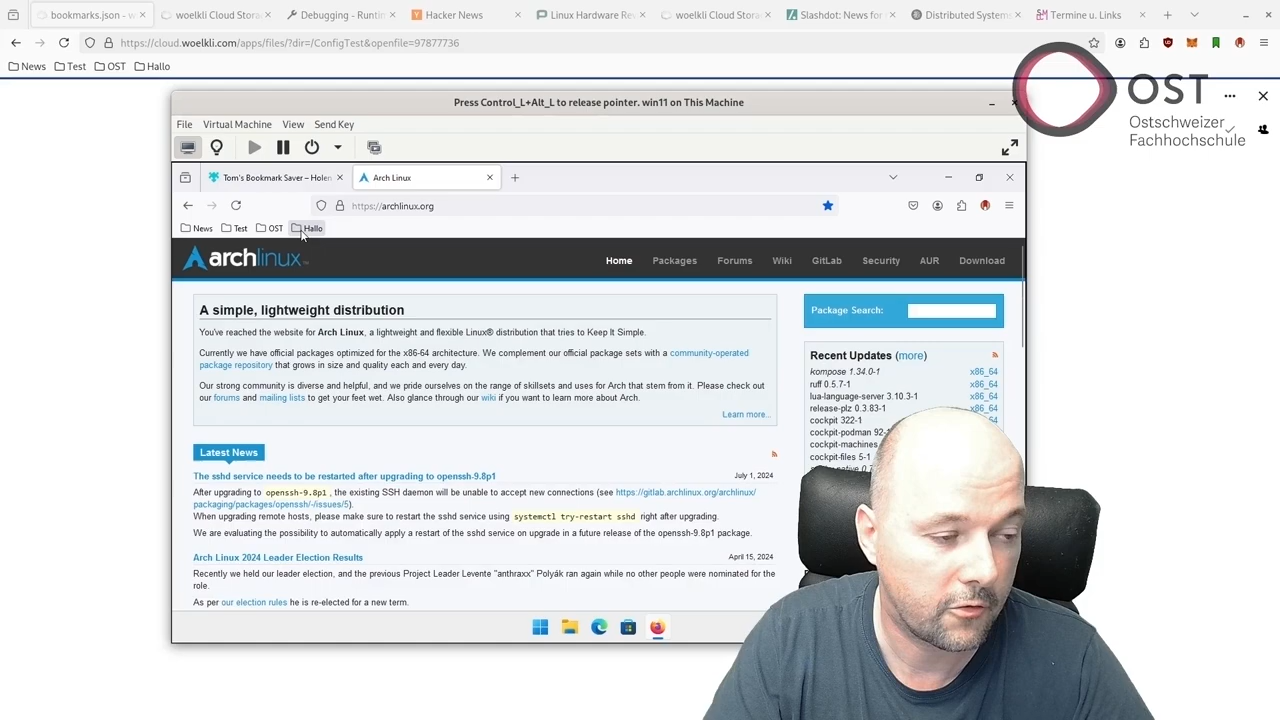 bookmarks.json - w
woelkli Cloud Stora
Debugging - Runtin
Hacker News
Linux Hardware Re
woelkli Cloud Stora
Slashdot: News for
Distributed Systems
Termine u. Links
https://cloud.woelkli.com/apps/files/?dir=/ConfigTest&openfile=97877736
News Test OST Hallo
OST
Ostschweizer
Fachhochschule
Press Control_L+Alt_L to release pointer. win11 on This Machine
File Virtual Machine View Send Key
Tom's Bookmark Saver – Holen
Arch Linux
https://archlinux.org
News Test OST Hallo
archlinux
Home Packages Forums Wiki GitLab Security AUR Download
A simple, lightweight distribution
You've reached the website for Arch Linux, a lightweight and flexible Linux® distribution that tries to Keep It Simple.
Currently we have official packages optimized for the x86-64 architecture. We complement our official package sets with a community-operated
package repository that grows in size and quality each and every day.
Our strong community is diverse and helpful, and we pride ourselves on the range of skillsets and uses for Arch that stem from it. Please check out
our forums and mailing lists to get your feet wet. Also glance through our wiki if you want to learn more about Arch.
Learn more...
Package Search:
Recent Updates (more)
kompose 1.34.0-1 x86_64
ruff 0.5.7-1 x86_64
lua-language-server 3.10.3-1 x86_64
release-plz 0.3.83-1 x86_64
cockpit 322-1 x86_64
cockpit-podman 92-
cockpit-machines
cockpit-files 5-1
Latest News
The sshd service needs to be restarted after upgrading to openssh-9.8p1 July 1, 2024
After upgrading to openssh-9.8p1, the existing SSH daemon will be unable to accept new connections (see https://gitlab.archlinux.org/archlinux/
packaging/packages/openssh/-/issues/5).
When upgrading remote hosts, please make sure to restart the sshd service using systemctl try-restart sshd right after upgrading.
We are evaluating the possibility to automatically apply a restart of the sshd service on upgrade in a future release of the openssh-9.8p1 package.
Arch Linux 2024 Leader Election Results April 15, 2024
Recently we held our leader election, and the previous Project Leader Levente "anthraxx" Polyák ran again while no other people were nominated for the
role.
As per our election rules he is re-elected for a new term.